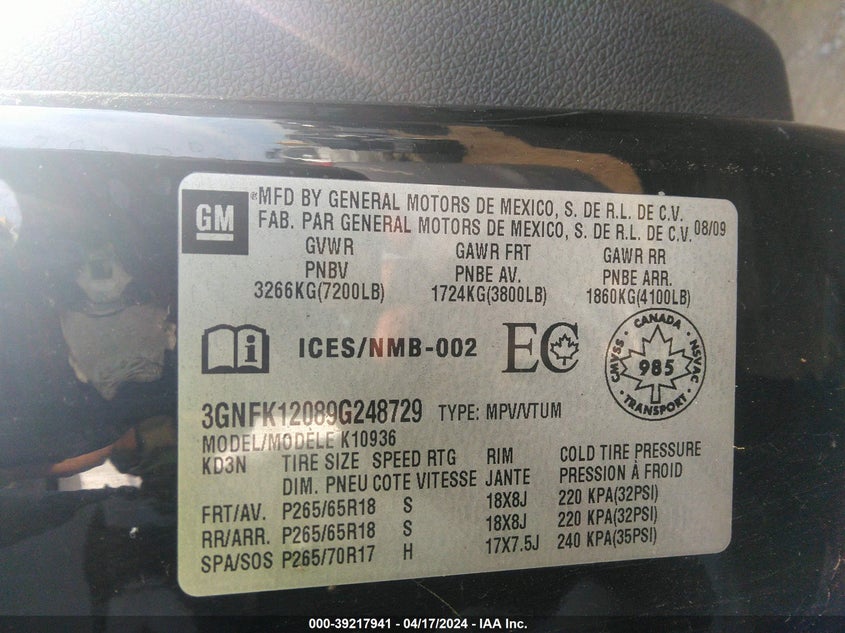 GM
®MFD BY GENERAL MOTORS DE MEXICO, S. DE R.L. DE C.V.
FAB. PAR GENERAL MOTORS DE MEXICO, S. DE R.L. DE C.V. 08/09
GVWR GAWR FRT GAWR RR
PNBV PNBE AV. PNBE ARR.
3266KG(7200LB) 1724KG(3800LB) 1860KG(4100LB)
i ICES/NMB-002 EC
CANADA
CMVSS 985 NSVAC
TRANSPORT
3GNFK12089G248729 TYPE: MPV/VTUM
MODEL/MODÈLE K10936
KD3N TIRE SIZE SPEED RTG RIM COLD TIRE PRESSURE
DIM. PNEU COTE VITESSE JANTE PRESSION À FROID
FRT/AV. P265/65R18 S 18X8J 220 KPA(32PSI)
RR/ARR. P265/65R18 S 18X8J 220 KPA(32PSI)
SPA/SOS P265/70R17 H 17X7.5J 240 KPA(35PSI)
000-39217941 - 04/17/2024 - IAA Inc.